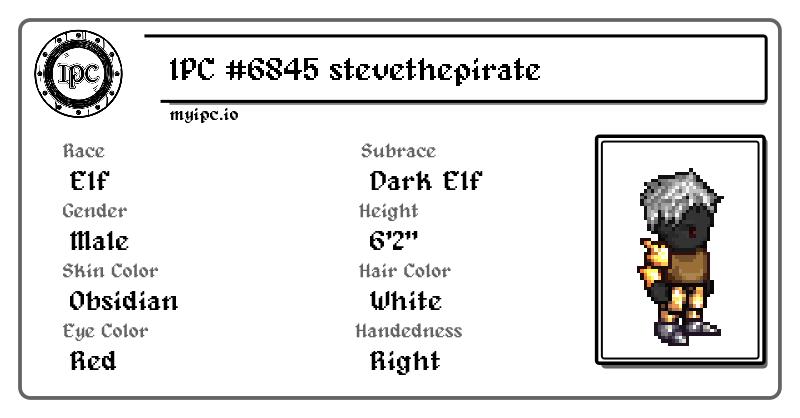 IPC
IPC #6845 stevethepirate
myipc.io
Race
Elf
Subrace
Dark Elf
Gender
Male
Height
6'2"
Skin Color
Obsidian
Hair Color
White
Eye Color
Red
Handedness
Right